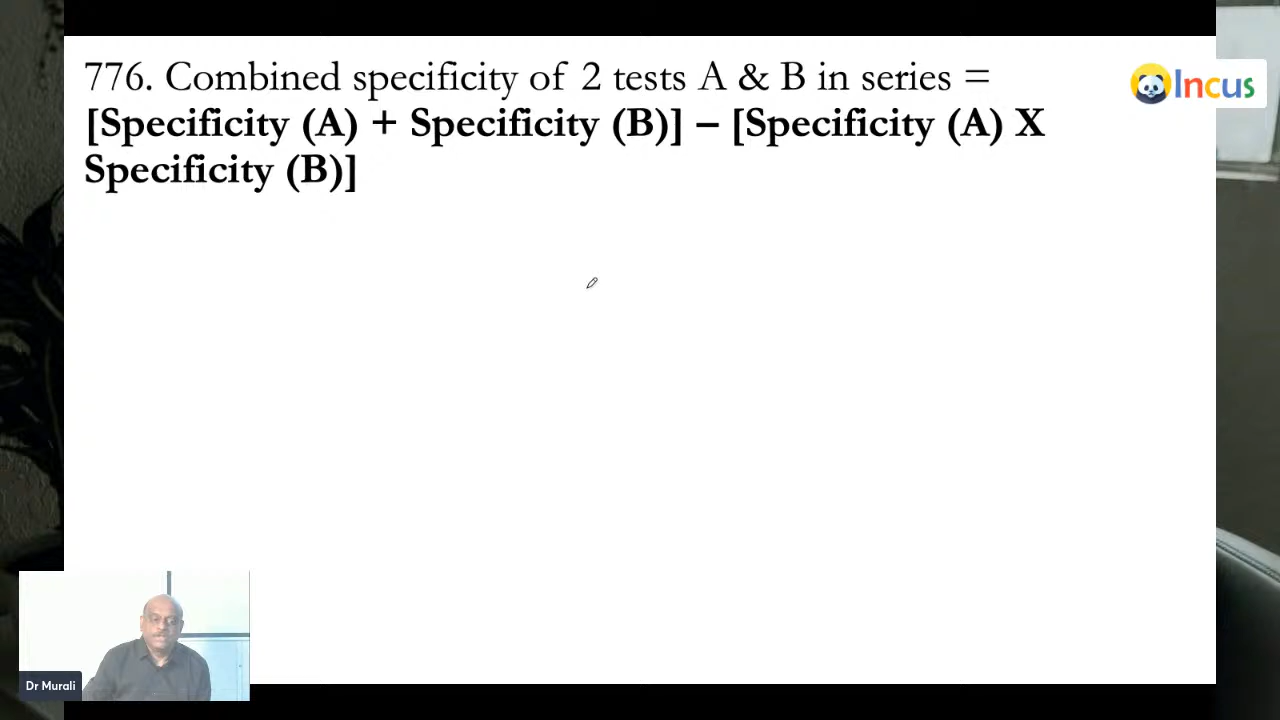 776. Combined specificity of 2 tests A & B in series =
[Specificity (A) + Specificity (B)] – [Specificity (A) X
Specificity (B)]
Incus
Dr Murali